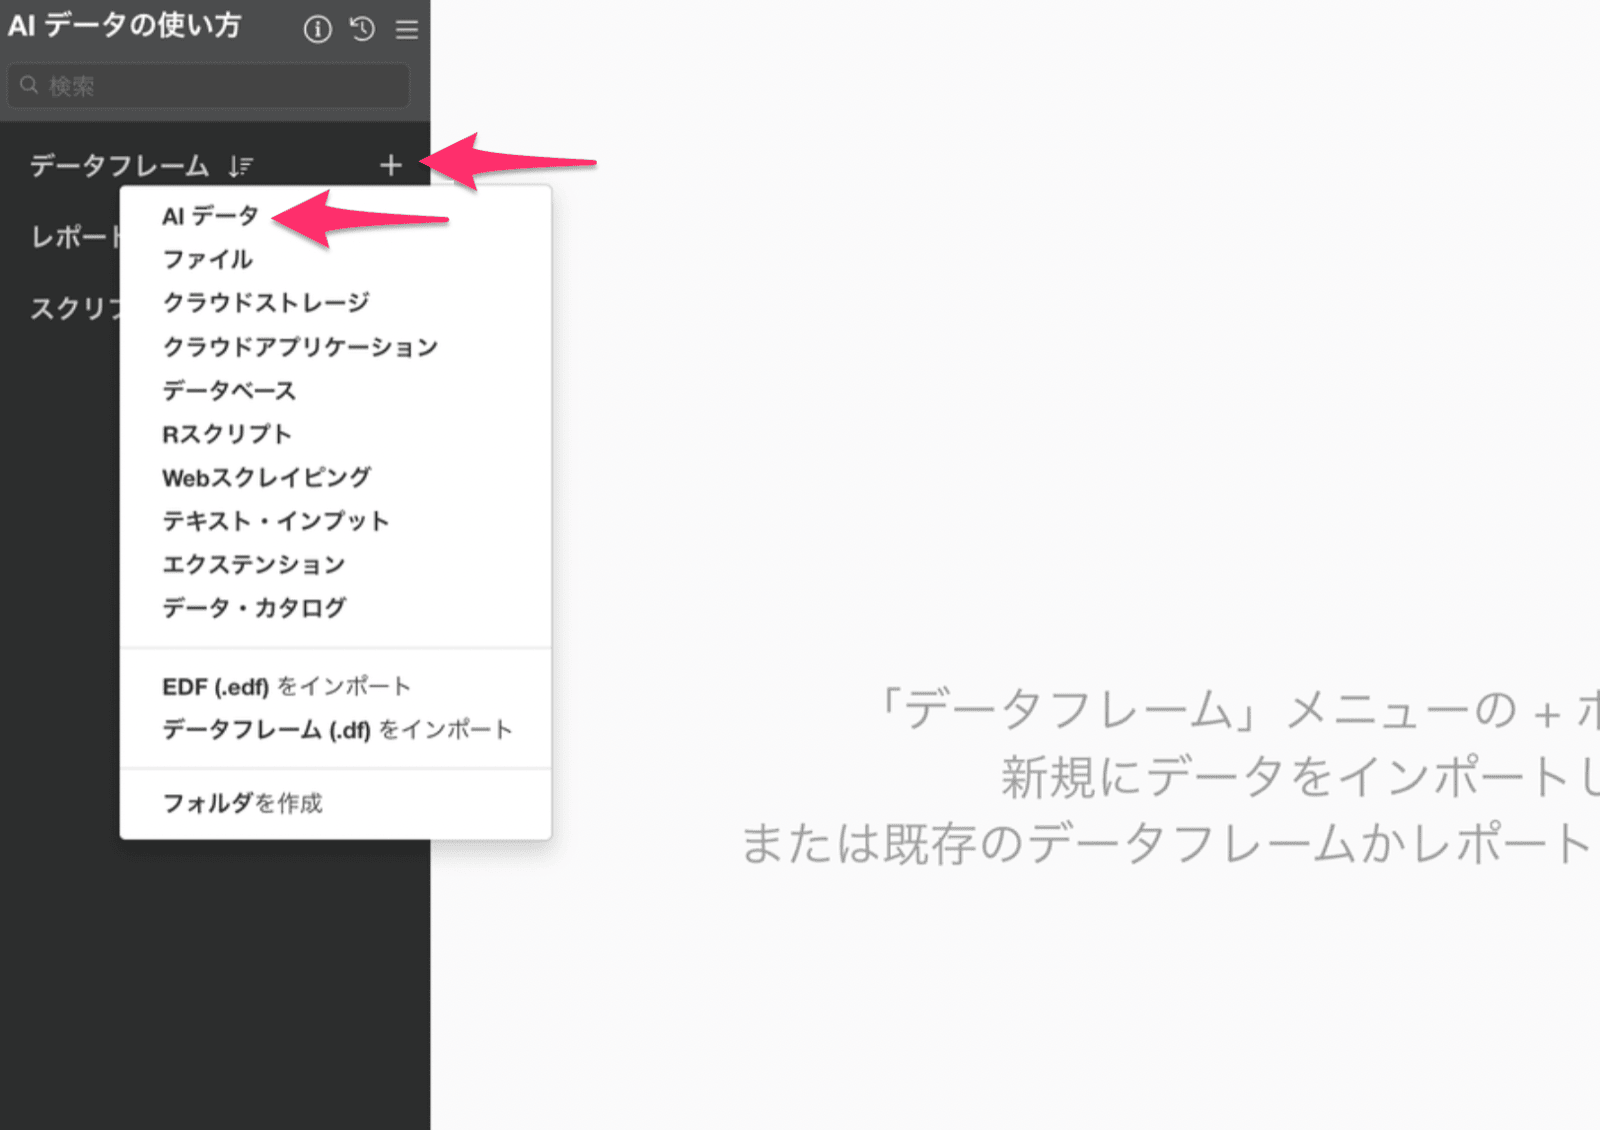 AI データの使い方
検索
データフレーム
AI データ
レポート
ファイル
クラウドストレージ
スクリプ
クラウドアプリケーション
データベース
Rスクリプト
Webスクレイピング
テキスト・インプット
エクステンション
データ・カタログ
EDF (.edf) をインポート
データフレーム (.df) をインポート
フォルダを作成
「データフレーム」メニューの + ボ
新規にデータをインポートし
または既存のデータフレームかレポート